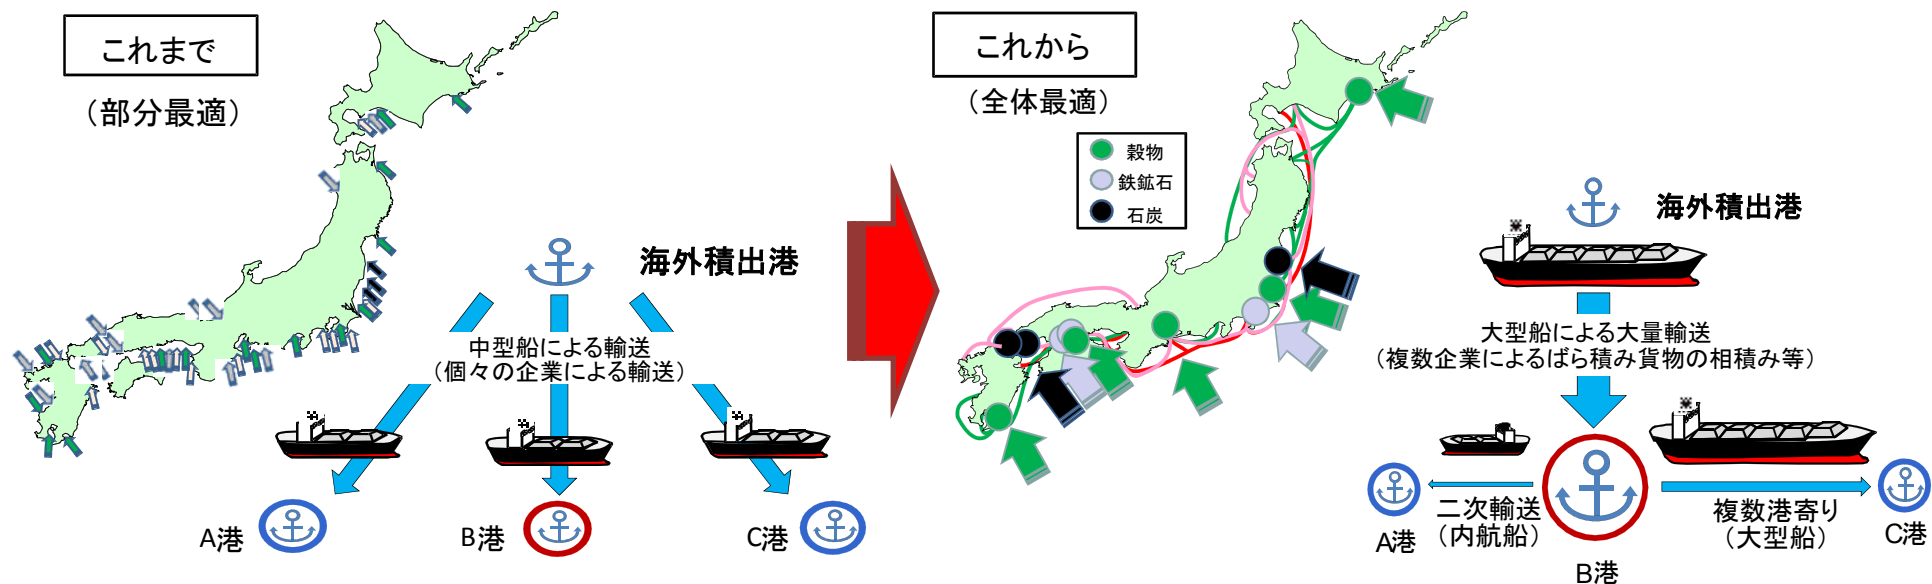 これまで
（部分最適）
海外積出港
中型船による輸送
（個々の企業による輸送）
A港
B港
C港
これから
（全体最適）
穀物
鉄鉱石
石炭
海外積出港
大型船による大量輸送
（複数企業によるばら積み貨物の相積み等）
二次輸送
（内航船）
複数港寄り
（大型船）
A港
B港
C港